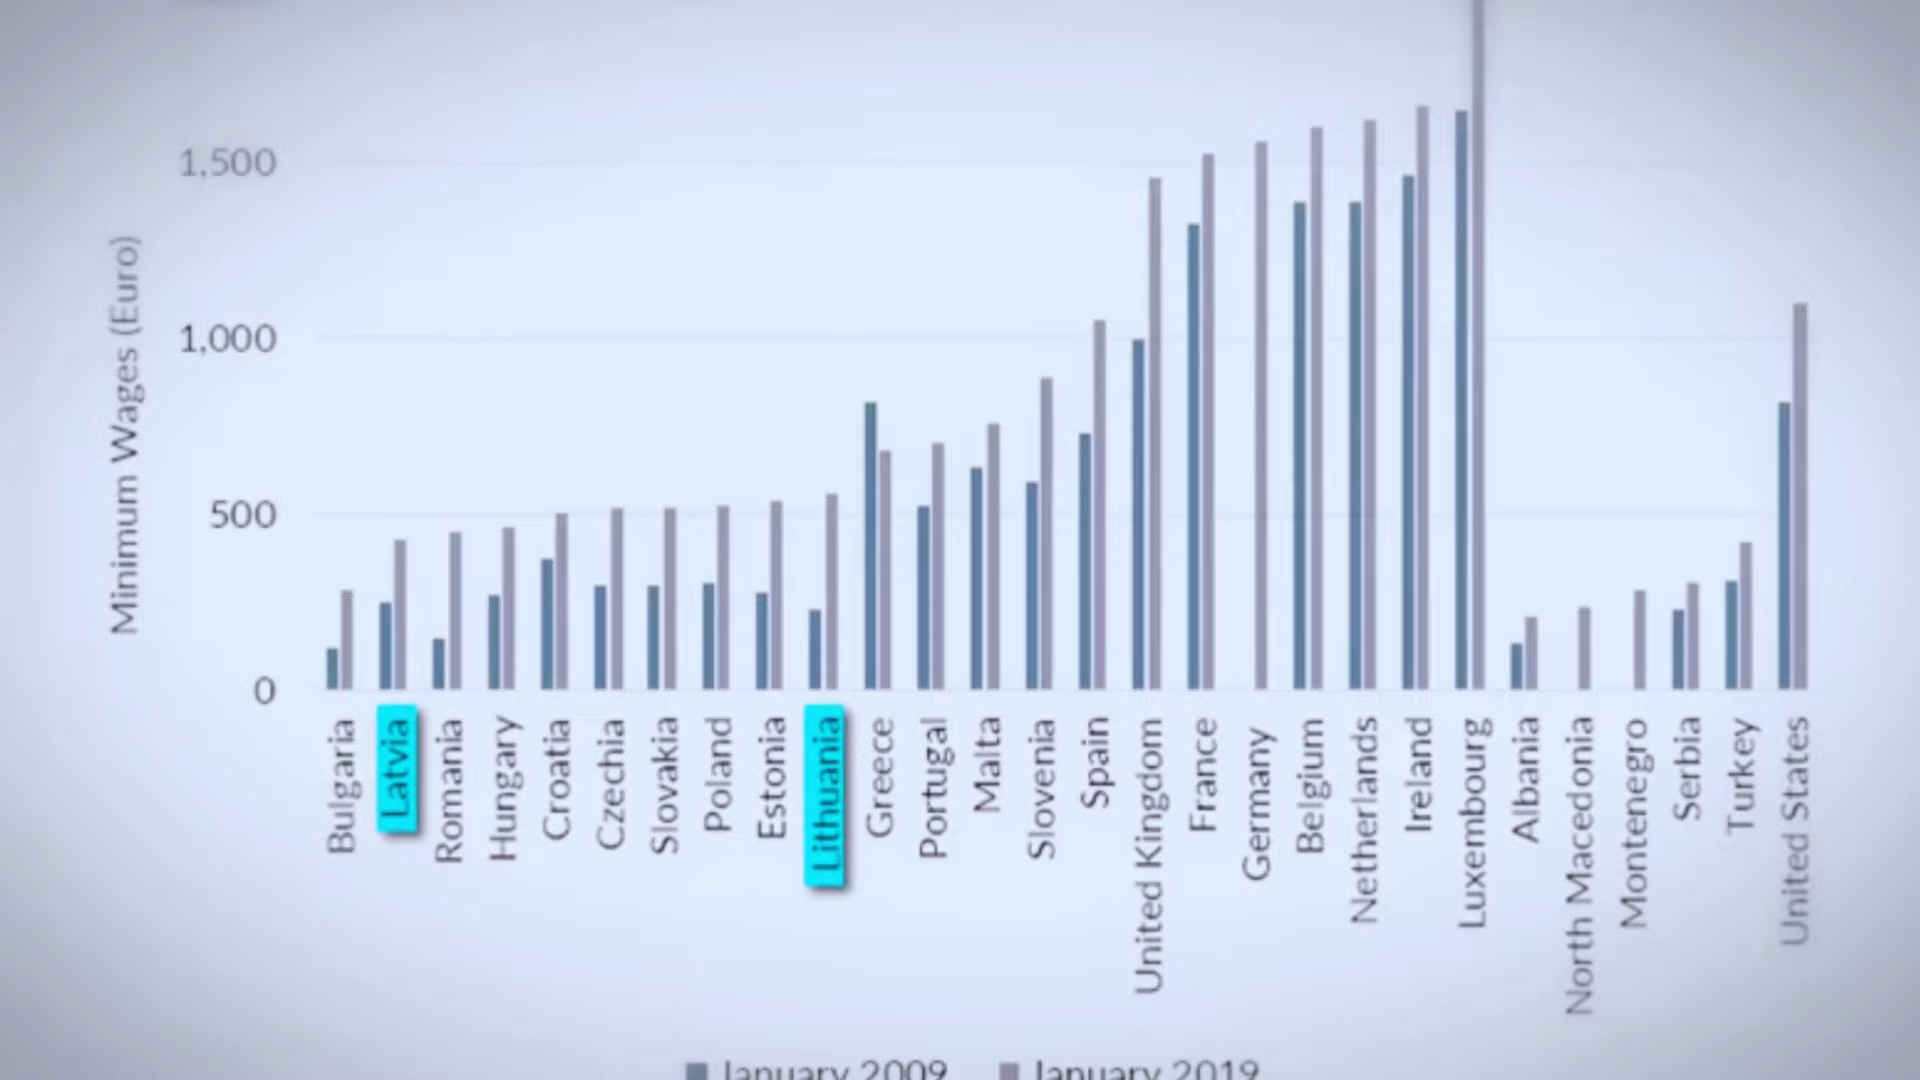 1,500
1,000
500
0
Minimum Wages (Euro)
Bulgaria
Latvia
Romania
Hungary
Croatia
Czechia
Slovakia
Poland
Estonia
Lithuania
Greece
Portugal
Malta
Slovenia
Spain
United Kingdom
France
Germany
Belgium
Netherlands
Ireland
Luxembourg
Albania
North Macedonia
Montenegro
Serbia
Turkey
United States
January 2009
January 2019